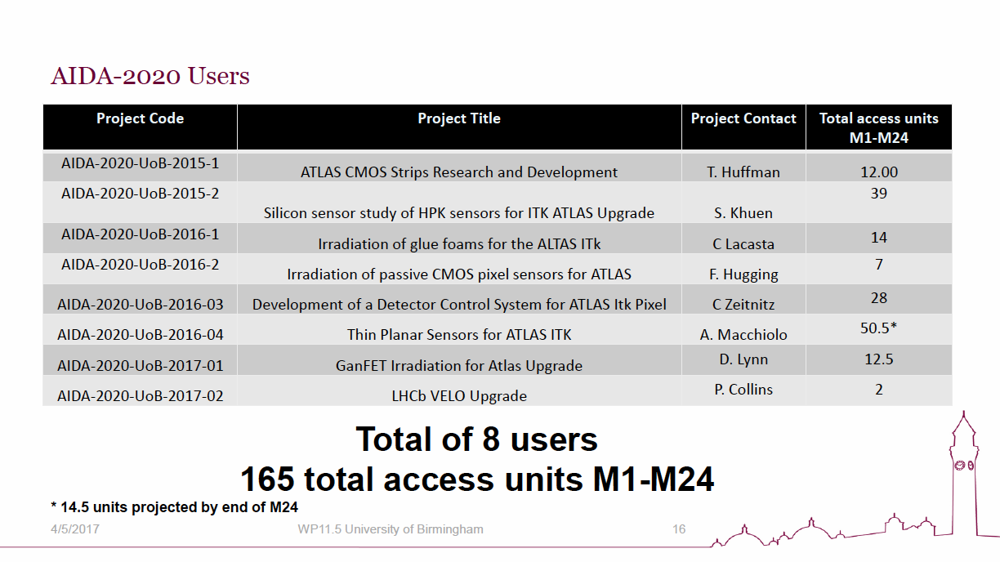 AIDA-2020 Users
Project Code Project Title Project Contact Total access units
M1-M24
AIDA-2020-UoB-2015-1 ATLAS CMOS Strips Research and Development T. Huffman 12.00
AIDA-2020-UoB-2015-2 Silicon sensor study of HPK sensors for ITK ATLAS Upgrade S. Khuen 39
AIDA-2020-UoB-2016-1 Irradiation of glue foams for the ALTAS ITk C Lacasta 14
AIDA-2020-UoB-2016-2 Irradiation of passive CMOS pixel sensors for ATLAS F. Hugging 7
AIDA-2020-UoB-2016-03 Development of a Detector Control System for ATLAS Itk Pixel C Zeitnitz 28
AIDA-2020-UoB-2016-04 Thin Planar Sensors for ATLAS ITK A. Macchiolo 50.5*
AIDA-2020-UoB-2017-01 GanFET Irradiation for Atlas Upgrade D. Lynn 12.5
AIDA-2020-UoB-2017-02 LHCb VELO Upgrade P. Collins 2
Total of 8 users
165 total access units M1-M24
* 14.5 units projected by end of M24
4/5/2017 WP11.5 University of Birmingham 16